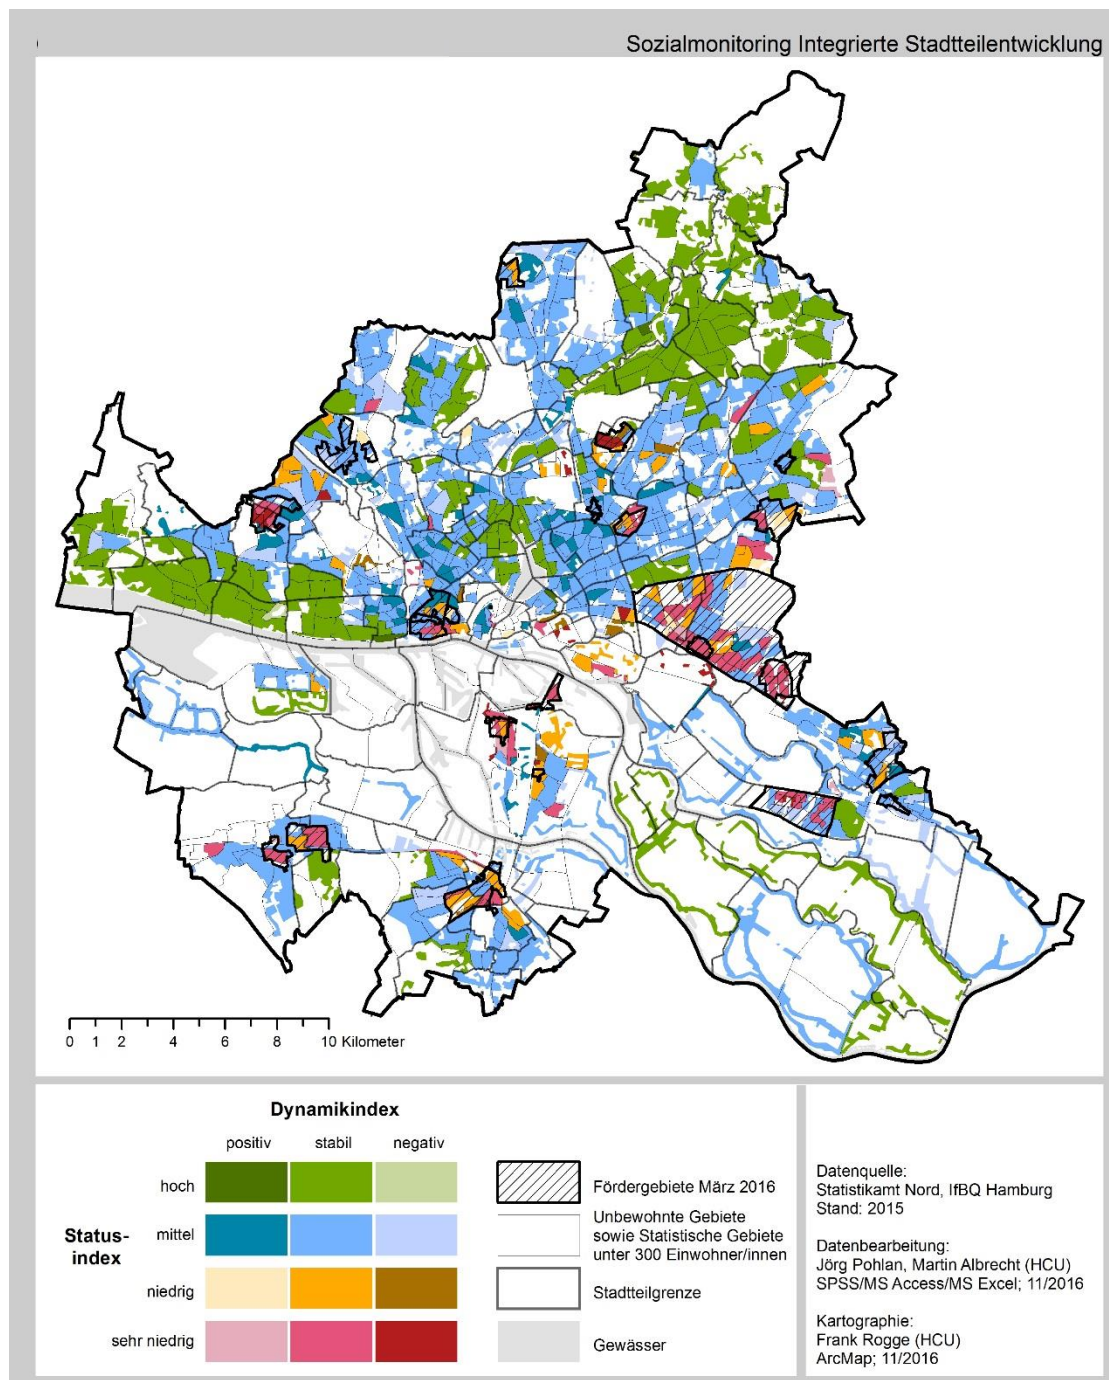 Sozialmonitoring Integrierte Stadtteilentwicklung
0 1 2 4 6 8 10 Kilometer
Dynamikindex
positiv stabil negativ
hoch
mittel
niedrig
sehr niedrig
Status-
index
Fördergebiete März 2016
Unbewohnte Gebiete
sowie Statistische Gebiete
unter 300 Einwohner/innen
Stadtteilgrenze
Gewässer
Datenquelle:
Statistikamt Nord, IfBQ Hamburg
Stand: 2015
Datenbearbeitung:
Jörg Pohlan, Martin Albrecht (HCU)
SPSS/MS Access/MS Excel; 11/2016
Kartographie:
Frank Rogge (HCU)
ArcMap; 11/2016